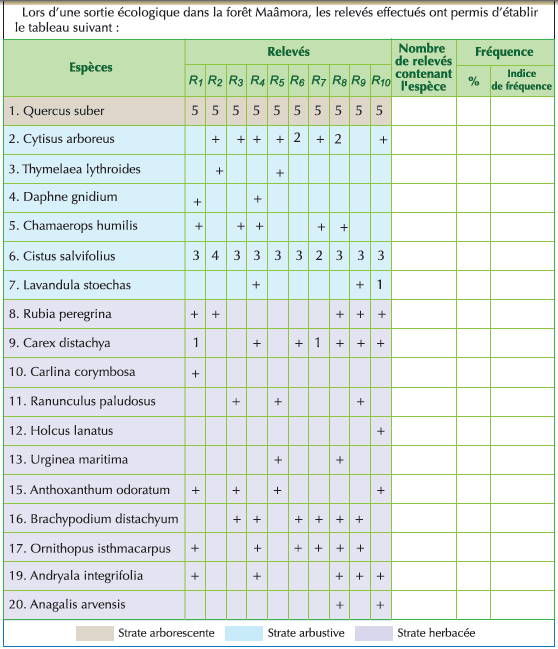 Lors d'une sortie écologique dans la forêt Maâmora, les relevés effectués ont permis d'établir
le tableau suivant :
Espèces
Relevés
Nombre de relevés contenant l'espèce
Fréquence
R1 R2 R3 R4 R5 R6 R7 R8 R9 R10
%
Indice de fréquence
1. Quercus suber 5 5 5 5 5 5 5 5 5 5
2. Cytisus arboreus + + + + 2 + 2 +
3. Thymelaea lythroides + +
4. Daphne gnidium + +
5. Chamaerops humilis + + + + +
6. Cistus salvifolius 3 4 3 3 3 3 2 3 3 3
7. Lavandula stoechas + + 1
8. Rubia peregrina + + + + +
9. Carex distachya 1 + + 1 + + +
10. Carlina corymbosa +
11. Ranunculus paludosus + + +
12. Holcus lanatus +
13. Urginea maritima + +
15. Anthoxanthum odoratum + + + +
16. Brachypodium distachyum + + + + + +
17. Ornithopus isthmacarpus + + + + + +
19. Andryala integrifolia + + + + +
20. Anagalis arvensis + +
Strate arborescente Strate arbustive Strate herbacée